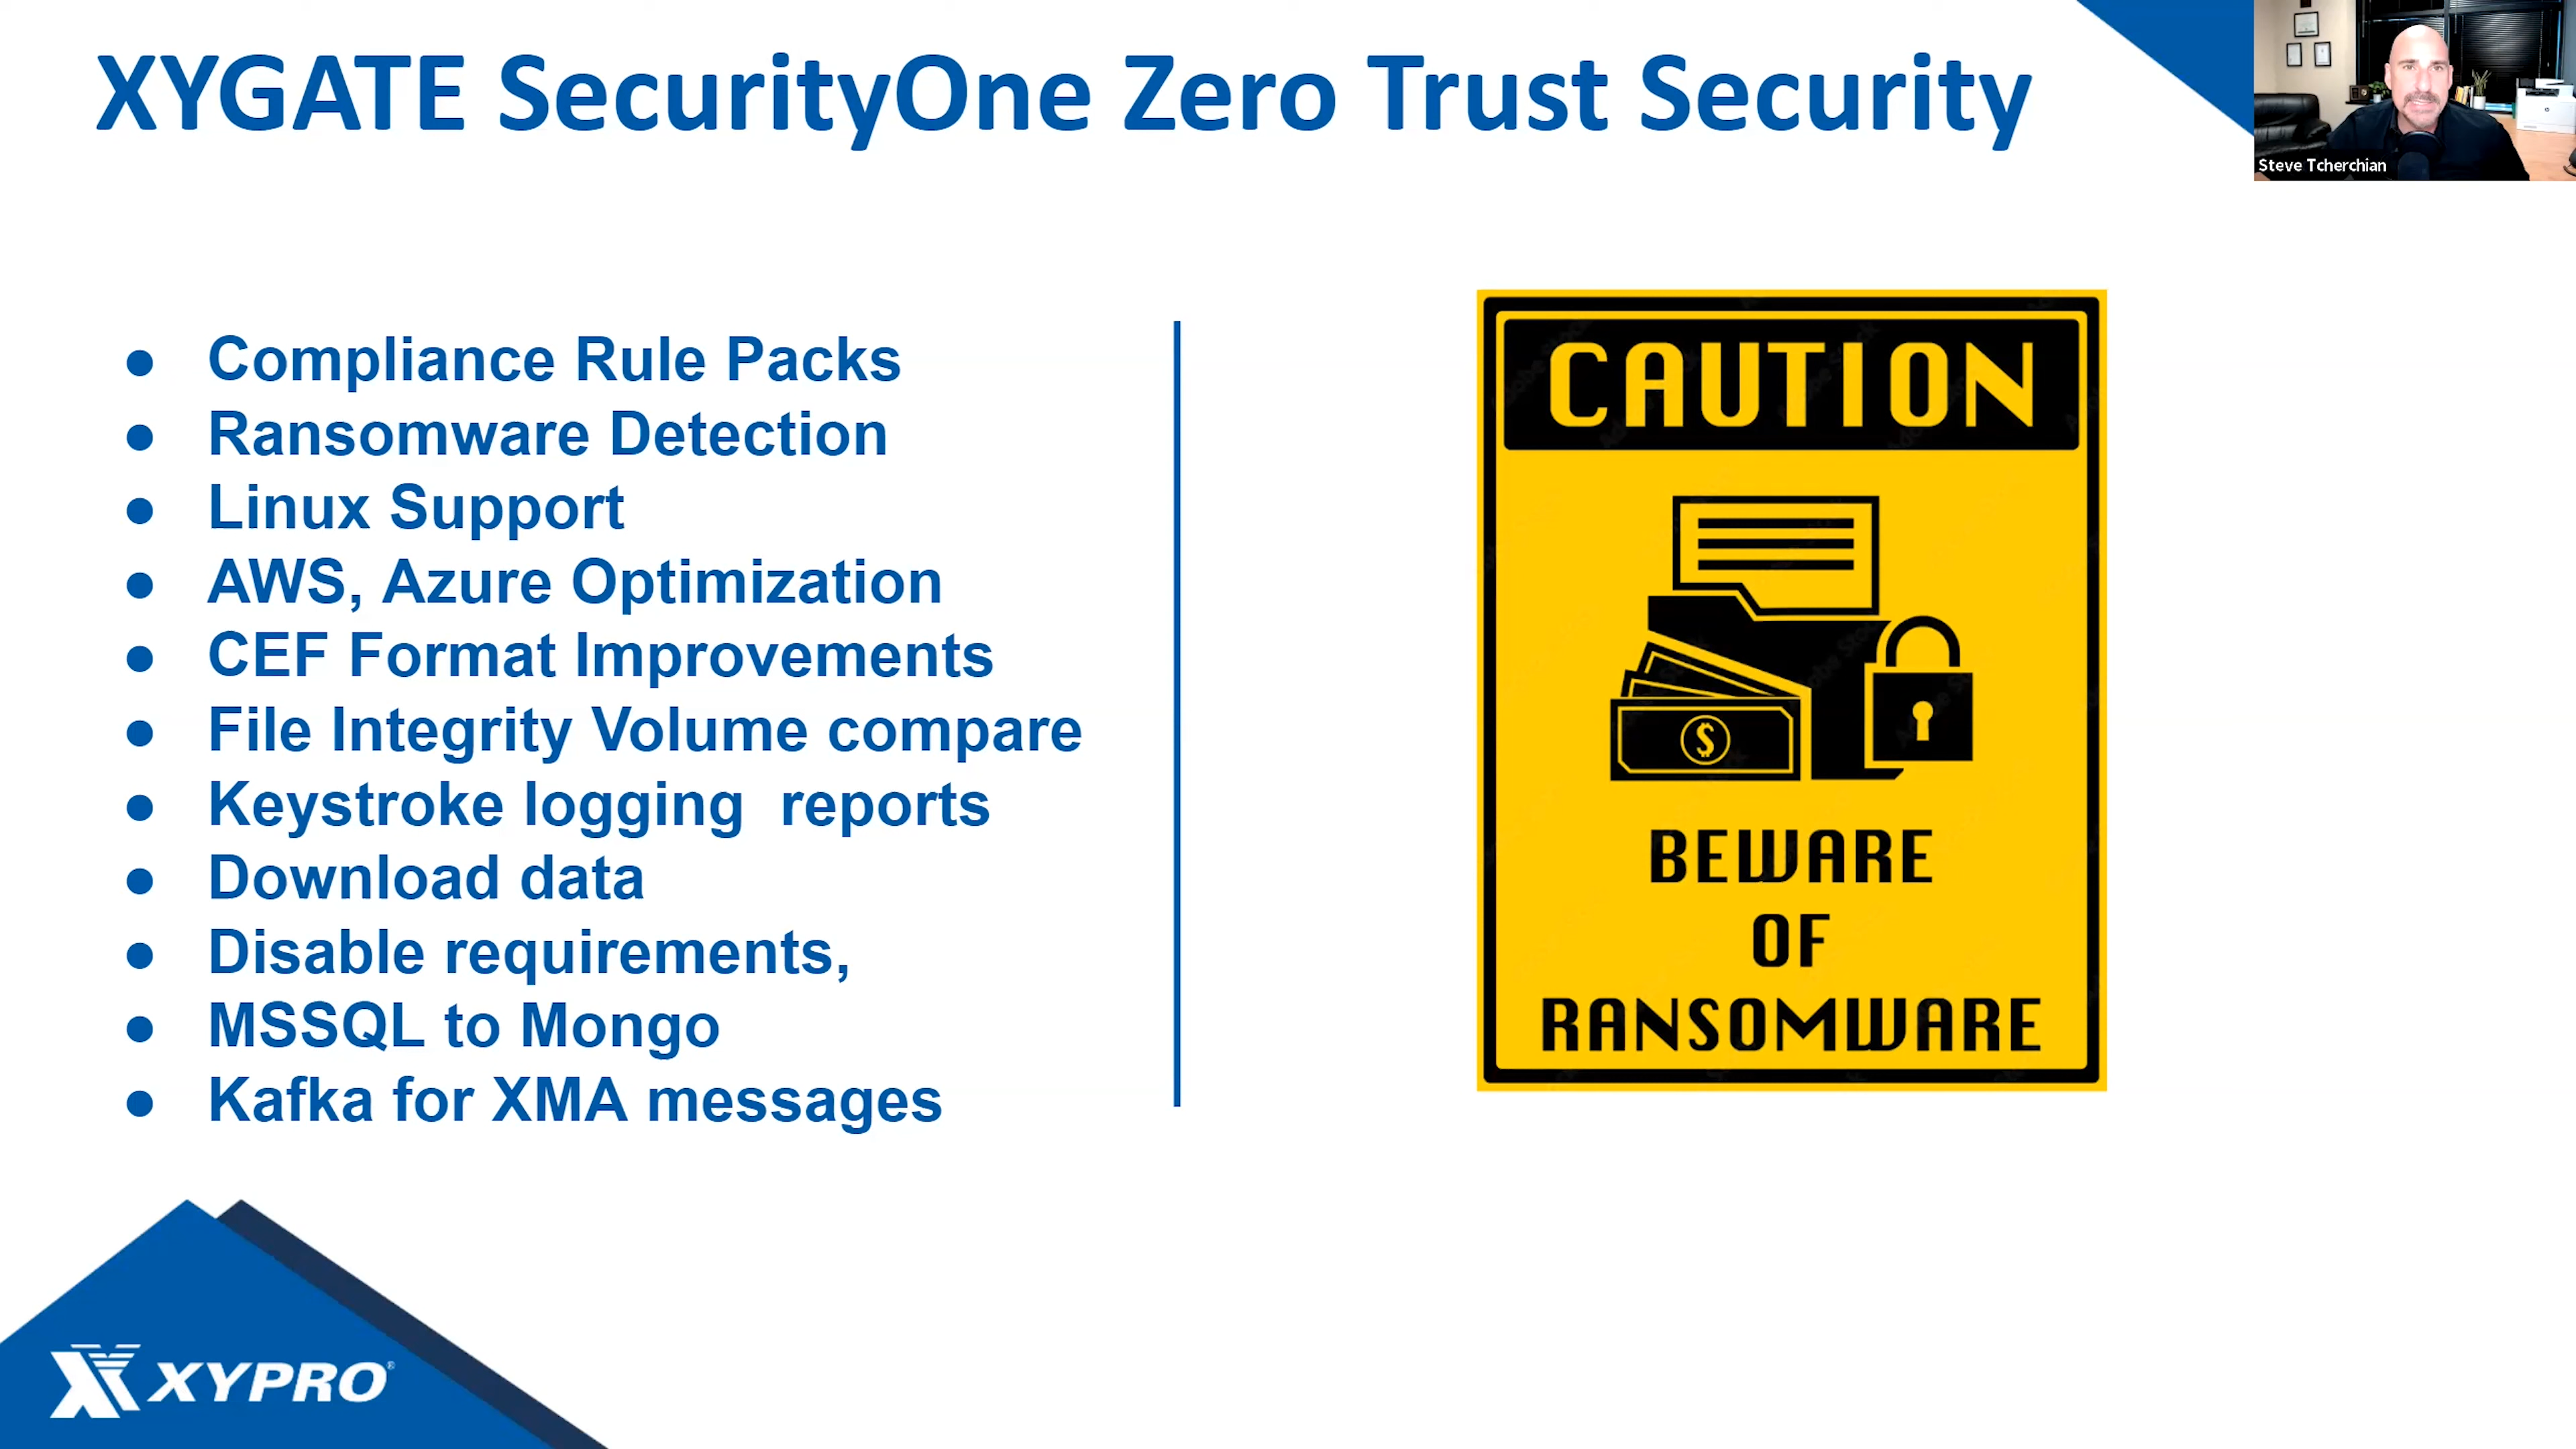 XYGATE SecurityOne Zero Trust Security
Steve Tcherchian
● Compliance Rule Packs
● Ransomware Detection
● Linux Support
● AWS, Azure Optimization
● CEF Format Improvements
● File Integrity Volume compare
● Keystroke logging  reports
● Download data
● Disable requirements,
● MSSQL to Mongo
● Kafka for XMA messages
CAUTION
$
BEWARE
OF
RANSOMWARE
XYPRO®